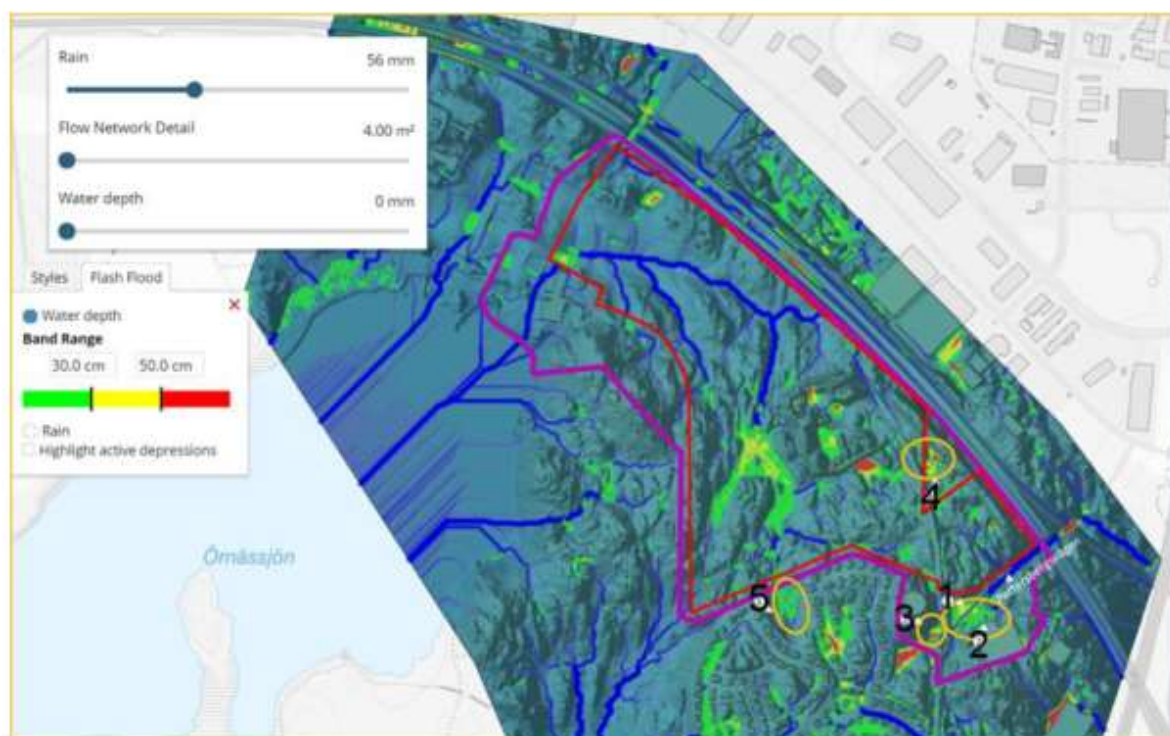 Rain 56 mm
Flow Network Detail 4.00 m²
Water depth 0 mm
Styles Flash Flood
Water depth
Band Range
30.0 cm 50.0 cm
Rain
Highlight active depressions
Örnässjön
4
5
1
3
2